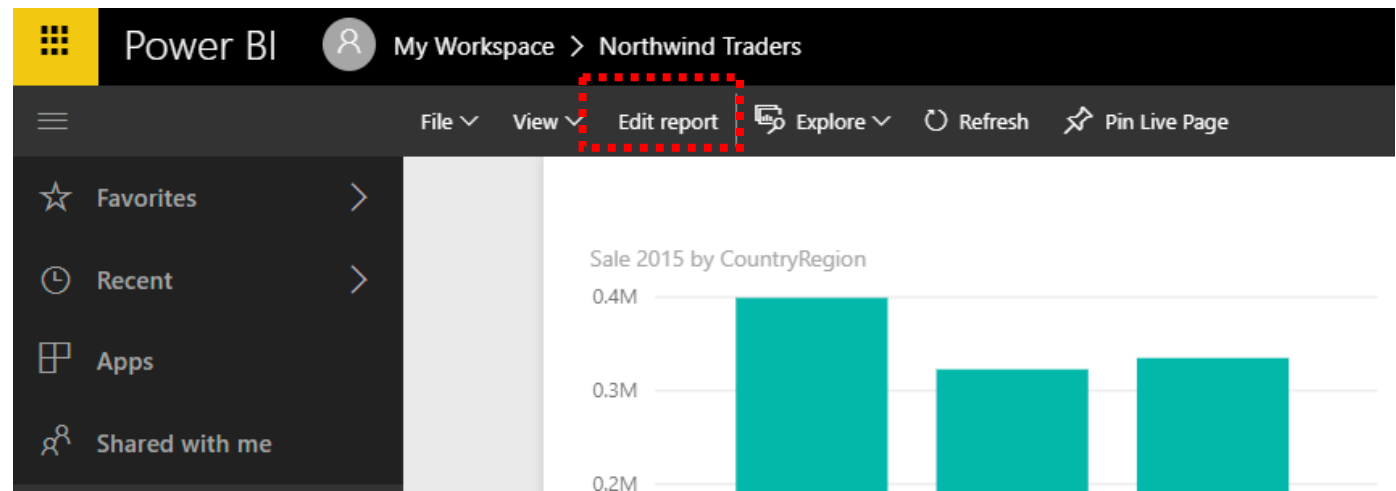 Power BI My Workspace > Northwind Traders
File View Edit report Explore Refresh Pin Live Page
Favorites
Recent
Apps
Shared with me
Sale 2015 by CountryRegion
0.4M
0.3M
0.2M